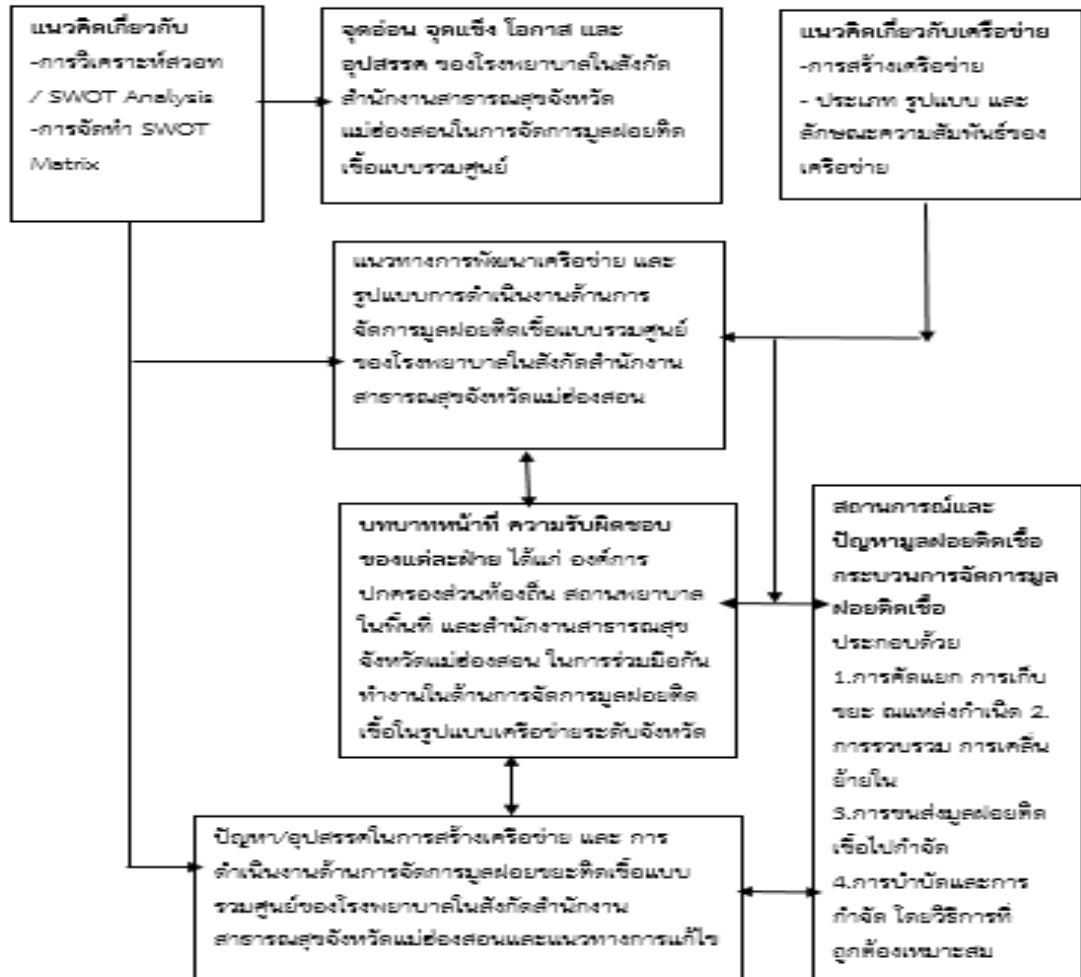 แนวคิดเกี่ยวกับ
-การวิเคราะห์สวอท
/ SWOT Analysis
-การจัดทำ SWOT
Matrix
จุดอ่อน จุดแข็ง โอกาส และ
อุปสรรค ของโรงพยาบาลในสังกัด
สำนักงานสาธารณสุขจังหวัด
แม่ฮ่องสอนในการจัดการมูลฝอยติด
เชื้อแบบรวมศูนย์
แนวคิดเกี่ยวกับเครือข่าย
-การสร้างเครือข่าย
- ประเภท รูปแบบ และ
ลักษณะความสัมพันธ์ของ
เครือข่าย
แนวทางการพัฒนาเครือข่าย และ
รูปแบบการดำเนินงานด้านการ
จัดการมูลฝอยติดเชื้อแบบรวมศูนย์
ของโรงพยาบาลในสังกัดสำนักงาน
สาธารณสุขจังหวัดแม่ฮ่องสอน
บทบาทหน้าที่ ความรับผิดชอบ
ของแต่ละฝ่าย ได้แก่ องค์การ
ปกครองส่วนท้องถิ่น สถานพยาบาล
ในพื้นที่ และสำนักงานสาธารณสุข
จังหวัดแม่ฮ่องสอน ในการร่วมมือกัน
ทำงานในด้านการจัดการมูลฝอยติด
เชื้อในรูปแบบเครือข่ายระดับจังหวัด
สถานการณ์และ
ปัญหามูลฝอยติดเชื้อ
กระบวนการจัดการมูล
ฝอยติดเชื้อ
ประกอบด้วย
1.การคัดแยก การเก็บ
ขยะ ณแหล่งกำเนิด 2.
การรวบรวม การเคลื่น
ย้ายใน
3.การขนส่งมูลฝอยติด
เชื้อไปกำจัด
4.การบำบัดและการ
กำจัด โดยวิธีการที่
ถูกต้องเหมาะสม
ปัญหา/อุปสรรคในการสร้างเครือข่าย และ การ
ดำเนินงานด้านการจัดการมูลฝอยขยะติดเชื้อแบบ
รวมศูนย์ของโรงพยาบาลในสังกัดสำนักงาน
สาธารณสุขจังหวัดแม่ฮ่องสอนและแนวทางการแก้ไข